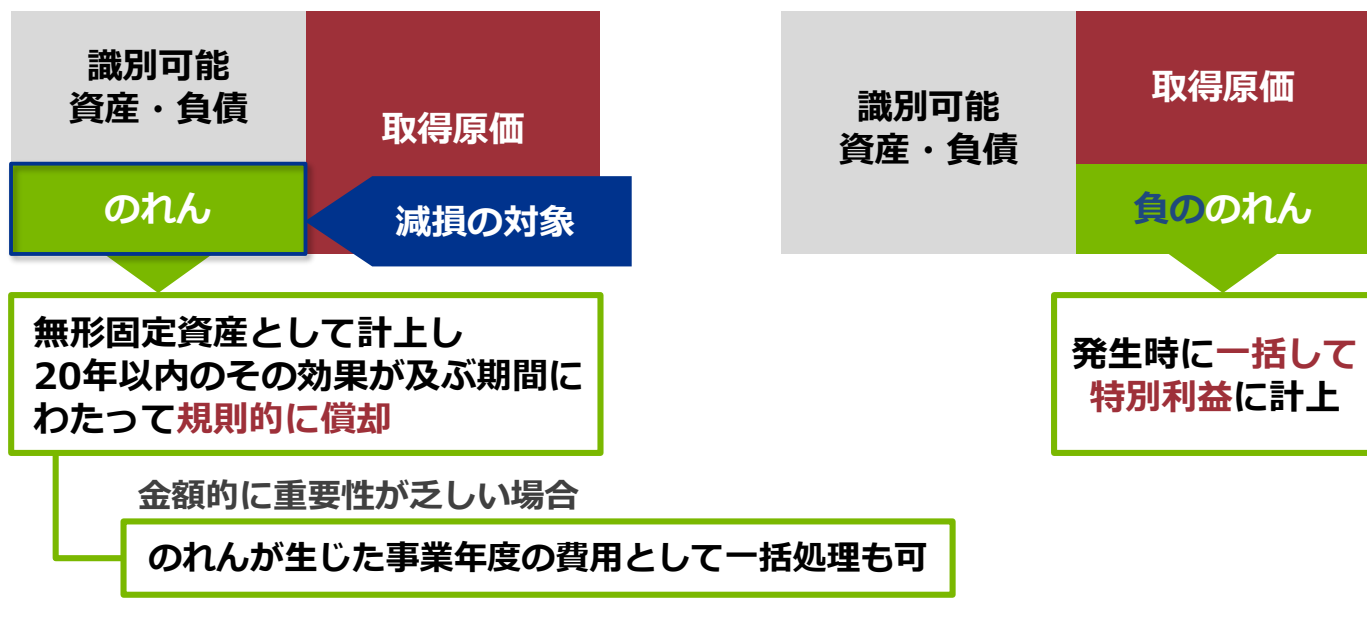 識別可能
資産・負債
取得原価
のれん
減損の対象
無形固定資産として計上し
20年以内のその効果が及ぶ期間に
わたって規則的に償却
金額的に重要性が乏しい場合
のれんが生じた事業年度の費用として一括処理も可
識別可能
資産・負債
取得原価
負ののれん
発生時に一括して
特別利益に計上